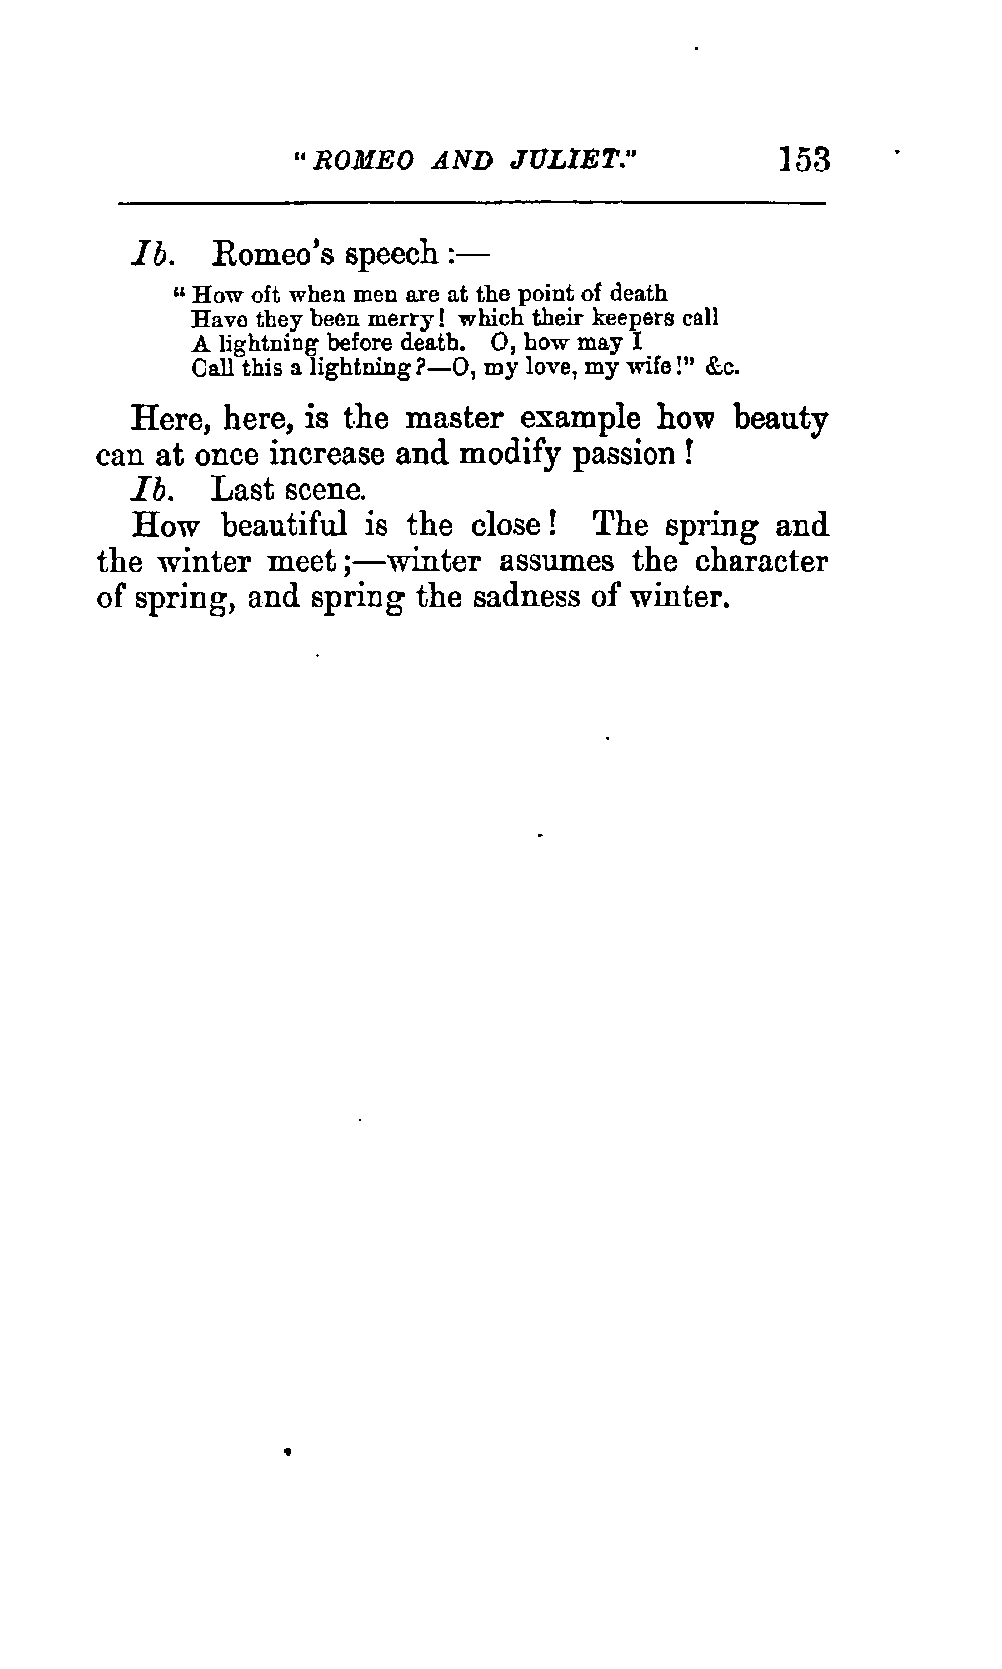 "ROMEO AND JULIET." 153
Ib. Romeo's speech :—
"How oft when men are at the point of death
Have they been merry! which their keepers call
A lightning before death. O, how may I
Call this a lightning?—O, my love, my wife!" &c.
Here, here, is the master example how beauty
can at once increase and modify passion!
Ib. Last scene.
How beautiful is the close! The spring and
the winter meet;—winter assumes the character
of spring, and spring the sadness of winter.